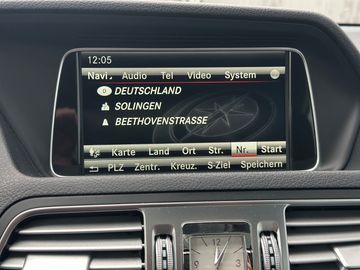 12:05
Navi Audio Tel Video System
D DEUTSCHLAND
SOLINGEN
BEETHOVENSTRASSE
Karte Land Ort Str. Nr. Start
PLZ Zentr. Kreuz. S-Ziel Speichern